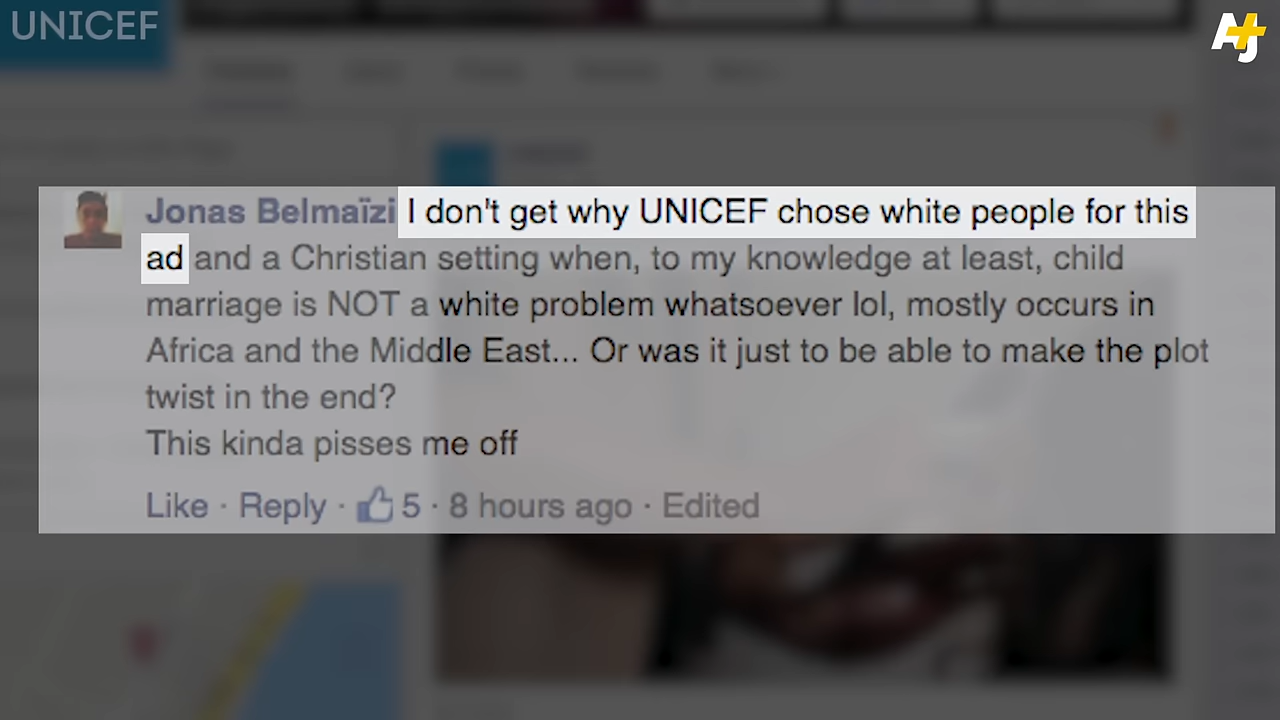 UNICEF
AJ+
Jonas Belmaïzi I don't get why UNICEF chose white people for this
ad and a Christian setting when, to my knowledge at least, child
marriage is NOT a white problem whatsoever lol, mostly occurs in
Africa and the Middle East... Or was it just to be able to make the plot
twist in the end?
This kinda pisses me off
Like · Reply · 5 · 8 hours ago · Edited